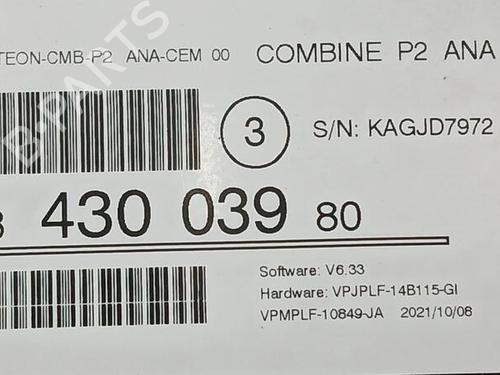 TEON-CMB-P2 ANA-CEM 00
COMBINE P2 ANA
3
S/N: KAGJD7972
430 039 80
Software: V6.33
Hardware: VPJPLF-14B115-GI
VPMPLF-10849-JA 2021/10/08
B-PARTS